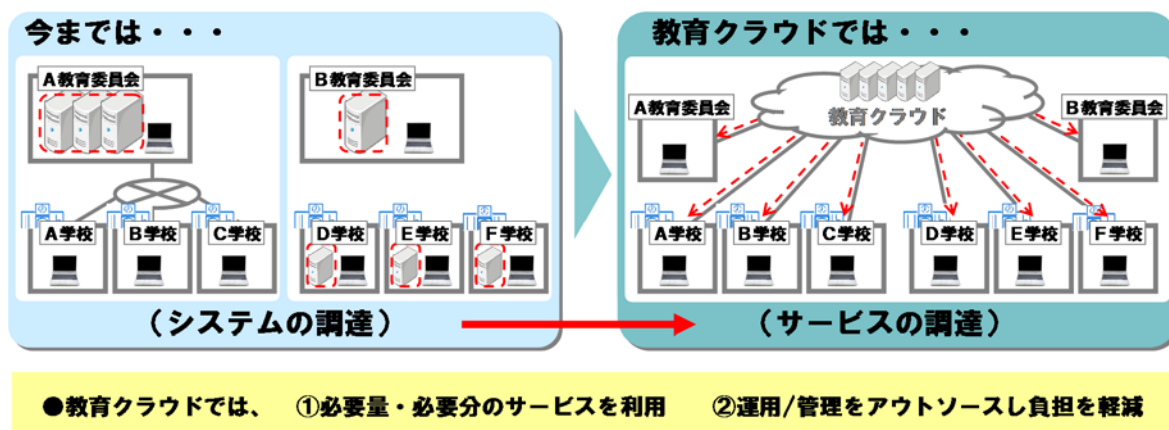 今までは・・・
A教育委員会
B教育委員会
A学校
B学校
C学校
D学校
E学校
F学校
（システムの調達）
教育クラウドでは・・・
教育クラウド
A教育委員会
B教育委員会
A学校
B学校
C学校
D学校
E学校
F学校
（サービスの調達）
●教育クラウドでは、 ①必要量・必要分のサービスを利用 ②運用/管理をアウトソースし負担を軽減